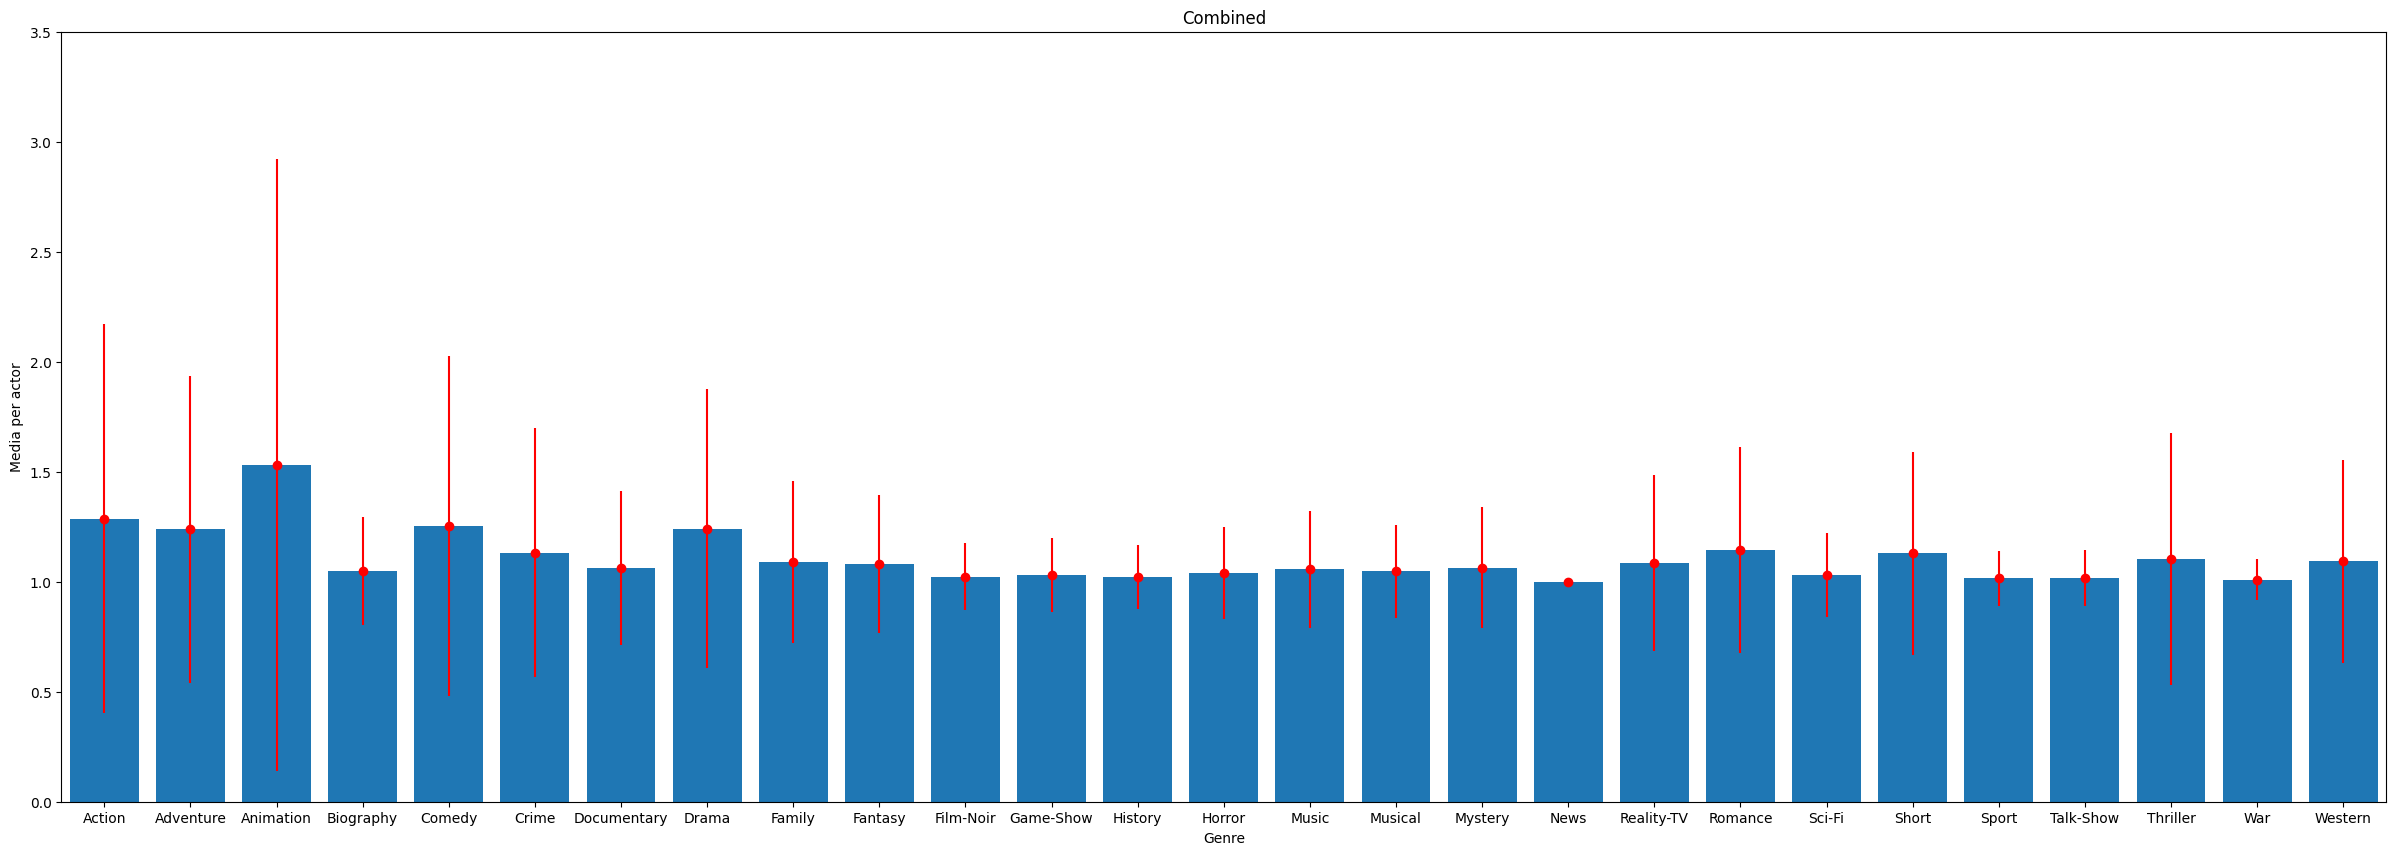 Combined
Media per actor
3.5
3.0
2.5
2.0
1.5
1.0
0.5
0.0
Action Adventure Animation Biography Comedy Crime Documentary Drama Family Fantasy Film-Noir Game-Show History Horror Music Musical Mystery News Reality-TV Romance Sci-Fi Short Sport Talk-Show Thriller War Western
Genre